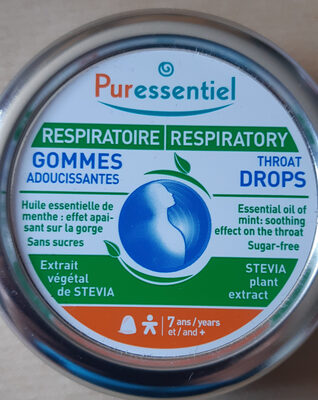 Puressentiel
RESPIRATOIRE | RESPIRATORY
GOMMES
ADOUCISSANTES
THROAT
DROPS
Huile essentielle de
menthe : effet apai-
sant sur la gorge
Sans sucres
Essential oil of
mint: soothing
effect on the throat
Sugar-free
Extrait
végétal
de STEVIA
STEVIA
plant
extract
7 ans / years
et / and +